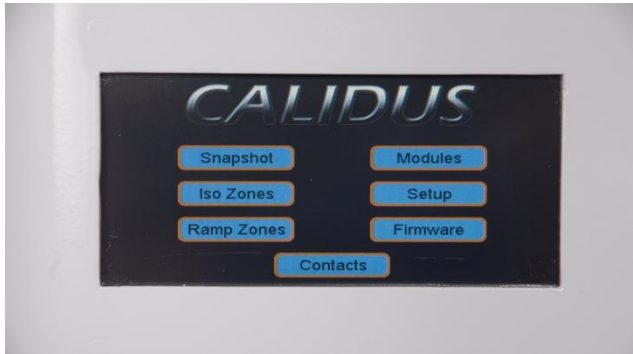 CALIDUS
Snapshot Modules
Iso Zones Setup
Ramp Zones Firmware
Contacts